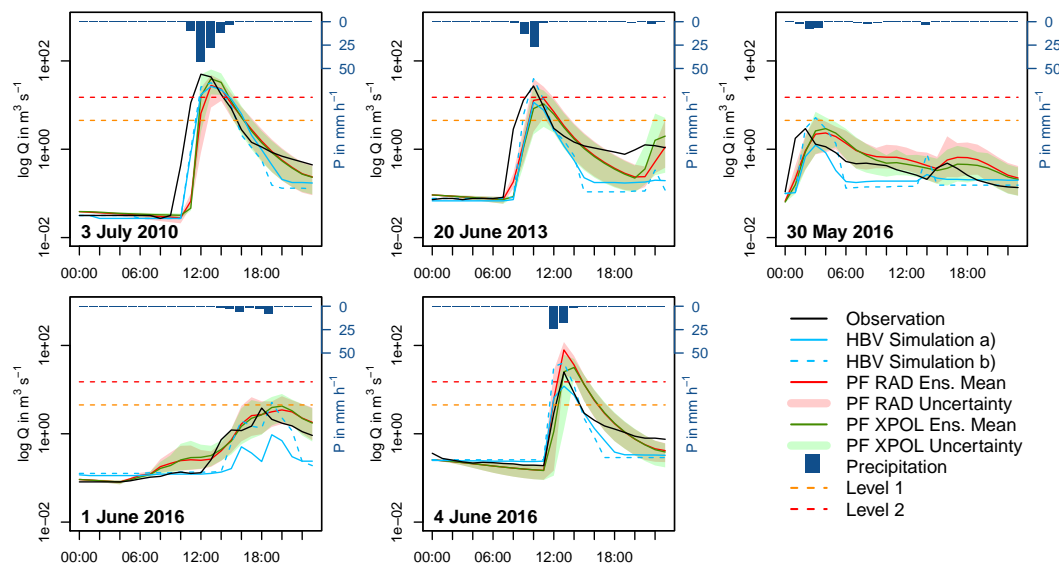 log Q in m³ s⁻¹
1e-02 1e+00 1e+02
0 25 50
P in mm h⁻¹
3 July 2010
00:00 06:00 12:00 18:00
log Q in m³ s⁻¹
1e-02 1e+00 1e+02
0 25 50
P in mm h⁻¹
20 June 2013
00:00 06:00 12:00 18:00
log Q in m³ s⁻¹
1e-02 1e+00 1e+02
0 25 50
P in mm h⁻¹
30 May 2016
00:00 06:00 12:00 18:00
log Q in m³ s⁻¹
1e-02 1e+00 1e+02
0 25 50
P in mm h⁻¹
1 June 2016
00:00 06:00 12:00 18:00
log Q in m³ s⁻¹
1e-02 1e+00 1e+02
0 25 50
P in mm h⁻¹
4 June 2016
00:00 06:00 12:00 18:00
Observation
HBV Simulation a)
HBV Simulation b)
PF RAD Ens. Mean
PF RAD Uncertainty
PF XPOL Ens. Mean
PF XPOL Uncertainty
Precipitation
Level 1
Level 2